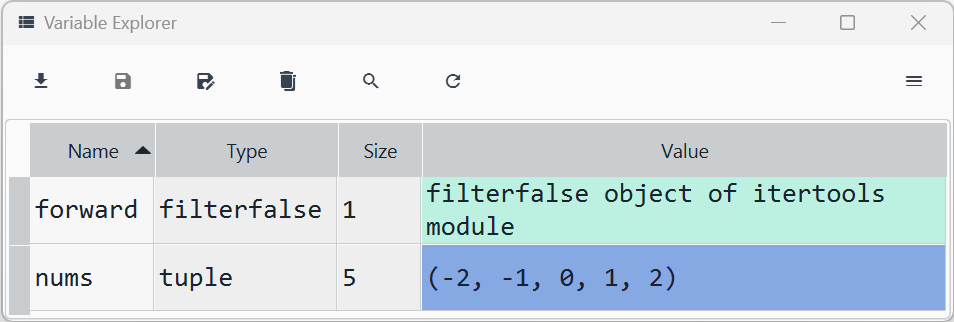 Variable Explorer
Name Type Size Value
forward filterfalse 1 filterfalse object of itertools
module
nums tuple 5 (-2, -1, 0, 1, 2)